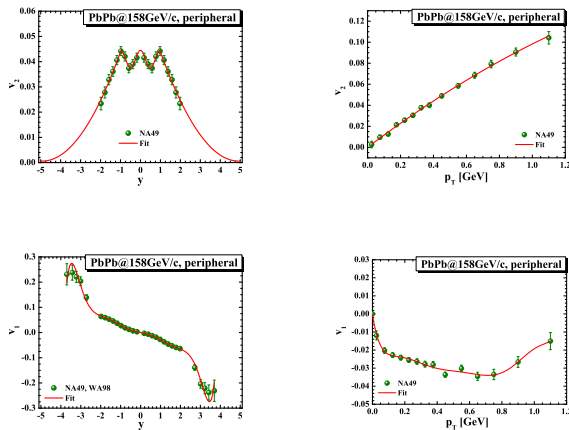 PbPb@158GeV/c, peripheral
0.06
0.05
0.04
0.03
0.02
0.01
0.00
v2
NA49
Fit
-5 -4 -3 -2 -1 0 1 2 3 4 5
y
PbPb@158GeV/c, peripheral
0.12
0.10
0.08
0.06
0.04
0.02
0.00
v2
NA49
Fit
0.0 0.2 0.4 0.6 0.8 1.0 1.2
pT [GeV]
PbPb@158GeV/c, peripheral
0.3
0.2
0.1
0.0
-0.1
-0.2
-0.3
v1
NA49, WA98
Fit
-5 -4 -3 -2 -1 0 1 2 3 4 5
y
PbPb@158GeV/c, peripheral
0.01
0.00
-0.01
-0.02
-0.03
-0.03
-0.04
-0.05
v1
NA49
Fit
0.0 0.2 0.4 0.6 0.8 1.0 1.2
pT [GeV]